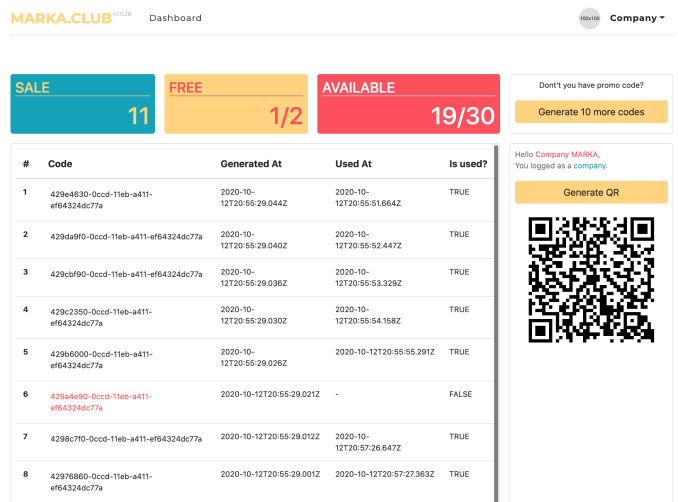 MARKA.CLUB v0.0.28 Dashboard 100x100 Company
SALE
11
FREE
1/2
AVAILABLE
19/30
Dont't you have promo code?
Generate 10 more codes
Hello Company MARKA,
You logged as a company.
Generate QR
# Code Generated At Used At Is used?
1 429e4630-0ccd-11eb-a411- 2020-10- 2020-10- TRUE
ef64324dc77a 12T20:55:29.044Z 12T20:55:51.664Z
2 429da9f0-0ccd-11eb-a411-ef64324dc77a 2020-10- 2020-10- TRUE
12T20:55:29.040Z 12T20:55:52.447Z
3 429cbf90-0ccd-11eb-a411-ef64324dc77a 2020-10- 2020-10- TRUE
12T20:55:29.036Z 12T20:55:53.329Z
4 429c2350-0ccd-11eb-a411- 2020-10- 2020-10- TRUE
ef64324dc77a 12T20:55:29.030Z 12T20:55:54.158Z
5 429b6000-0ccd-11eb-a411- 2020-10- 2020-10-12T20:55:55.291Z TRUE
ef64324dc77a 12T20:55:29.026Z
6 429a4e90-0ccd-11eb-a411- 2020-10-12T20:55:29.021Z - FALSE
ef64324dc77a
7 4298c7f0-0ccd-11eb-a411-ef64324dc77a 2020-10-12T20:55:29.012Z 2020-10- TRUE
12T20:57:26.647Z
8 42976860-0ccd-11eb-a411- 2020-10-12T20:55:29.001Z 2020-10-12T20:57:27.363Z TRUE
ef64324dc77a